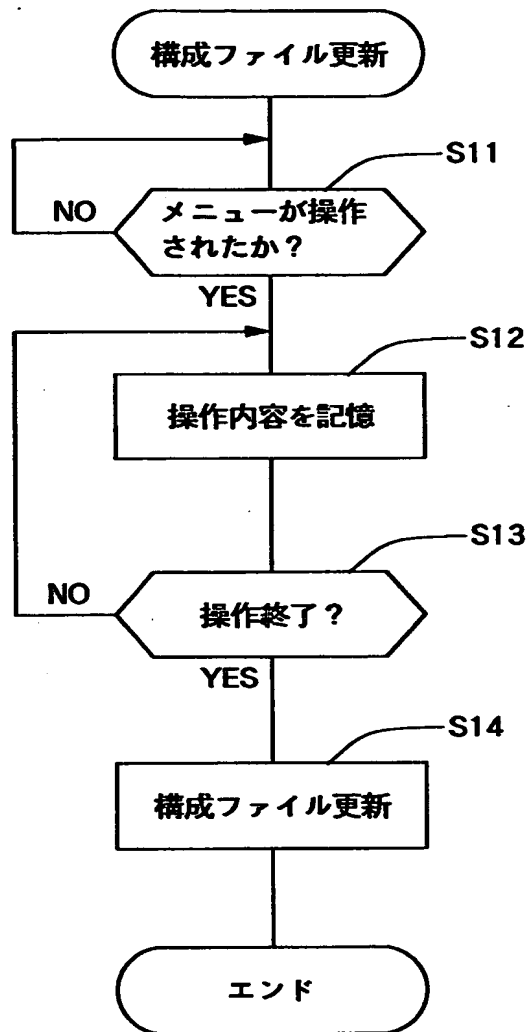 構成ファイル更新
S11
メニューが操作
されたか?
NO
YES
S12
操作内容を記憶
S13
操作終了?
NO
YES
S14
構成ファイル更新
エンド